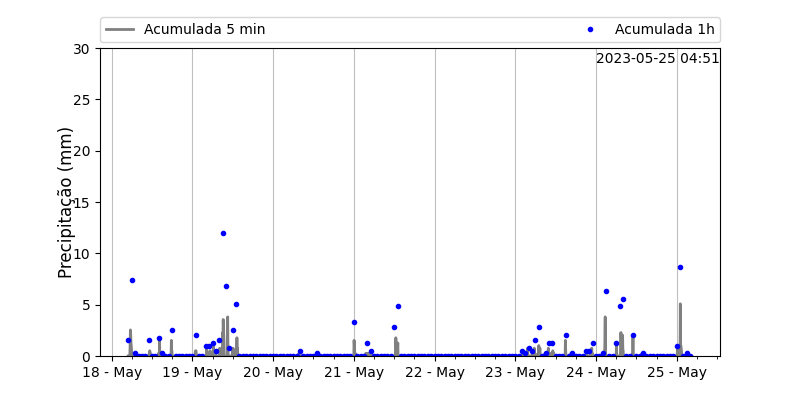 Acumulada 5 min
Acumulada 1h
2023-05-25 04:51
Precipitação (mm)
30
25
20
15
10
5
0
18 - May
19 - May
20 - May
21 - May
22 - May
23 - May
24 - May
25 - May